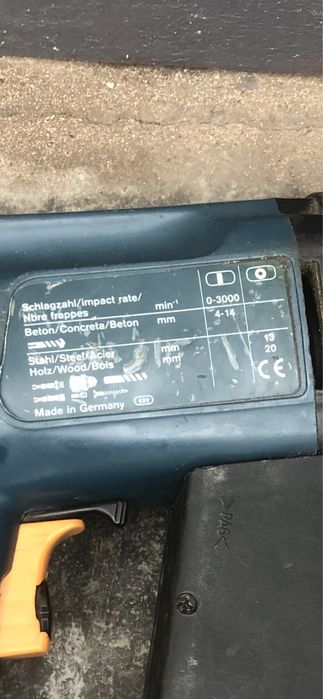 Schlagzahl/impact rate/
Nbre frappes min⁻¹ 0-3000
Beton/Concreta/Beton mm 4-14
Stahl/Steel/Acier mm 13
Holz/Wood/Bois mm 20
CE
Made in Germany
>PA6<